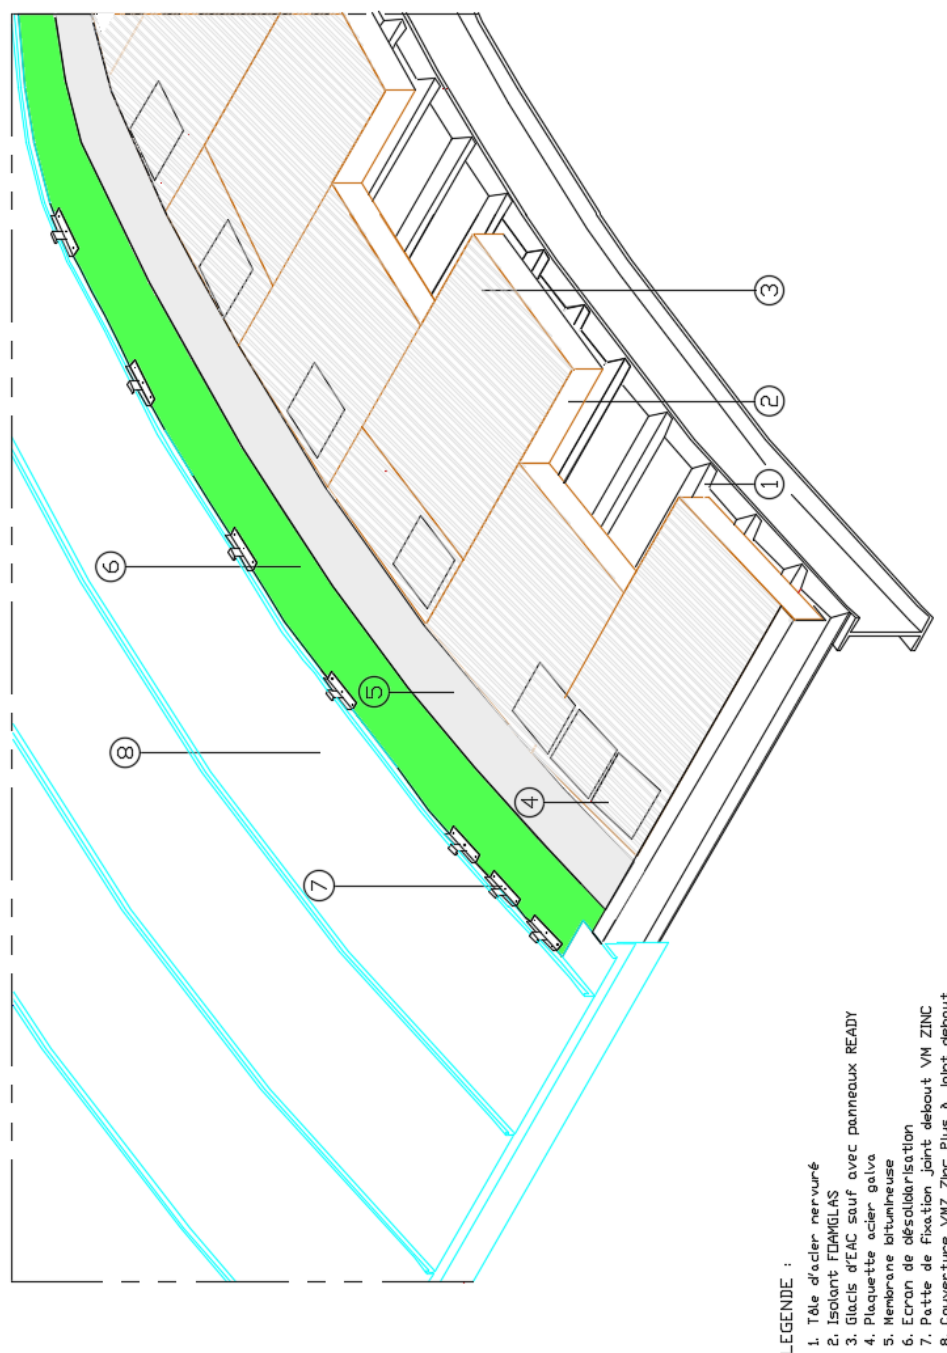 3
2
1
6
5
8
4
7
LEGENDE :
1. Tôle d'acier nervuré
2. Isolant FOAMGLAS
3. Glacis d'EAC sauf avec panneaux READY
4. Plaquette acier galva
5. Membrane bitumineuse
6. Ecran de désolidarisation
7. Patte de fixation joint debout VM ZINC
8. Couverture VMZ Zinc Plus à joint debout